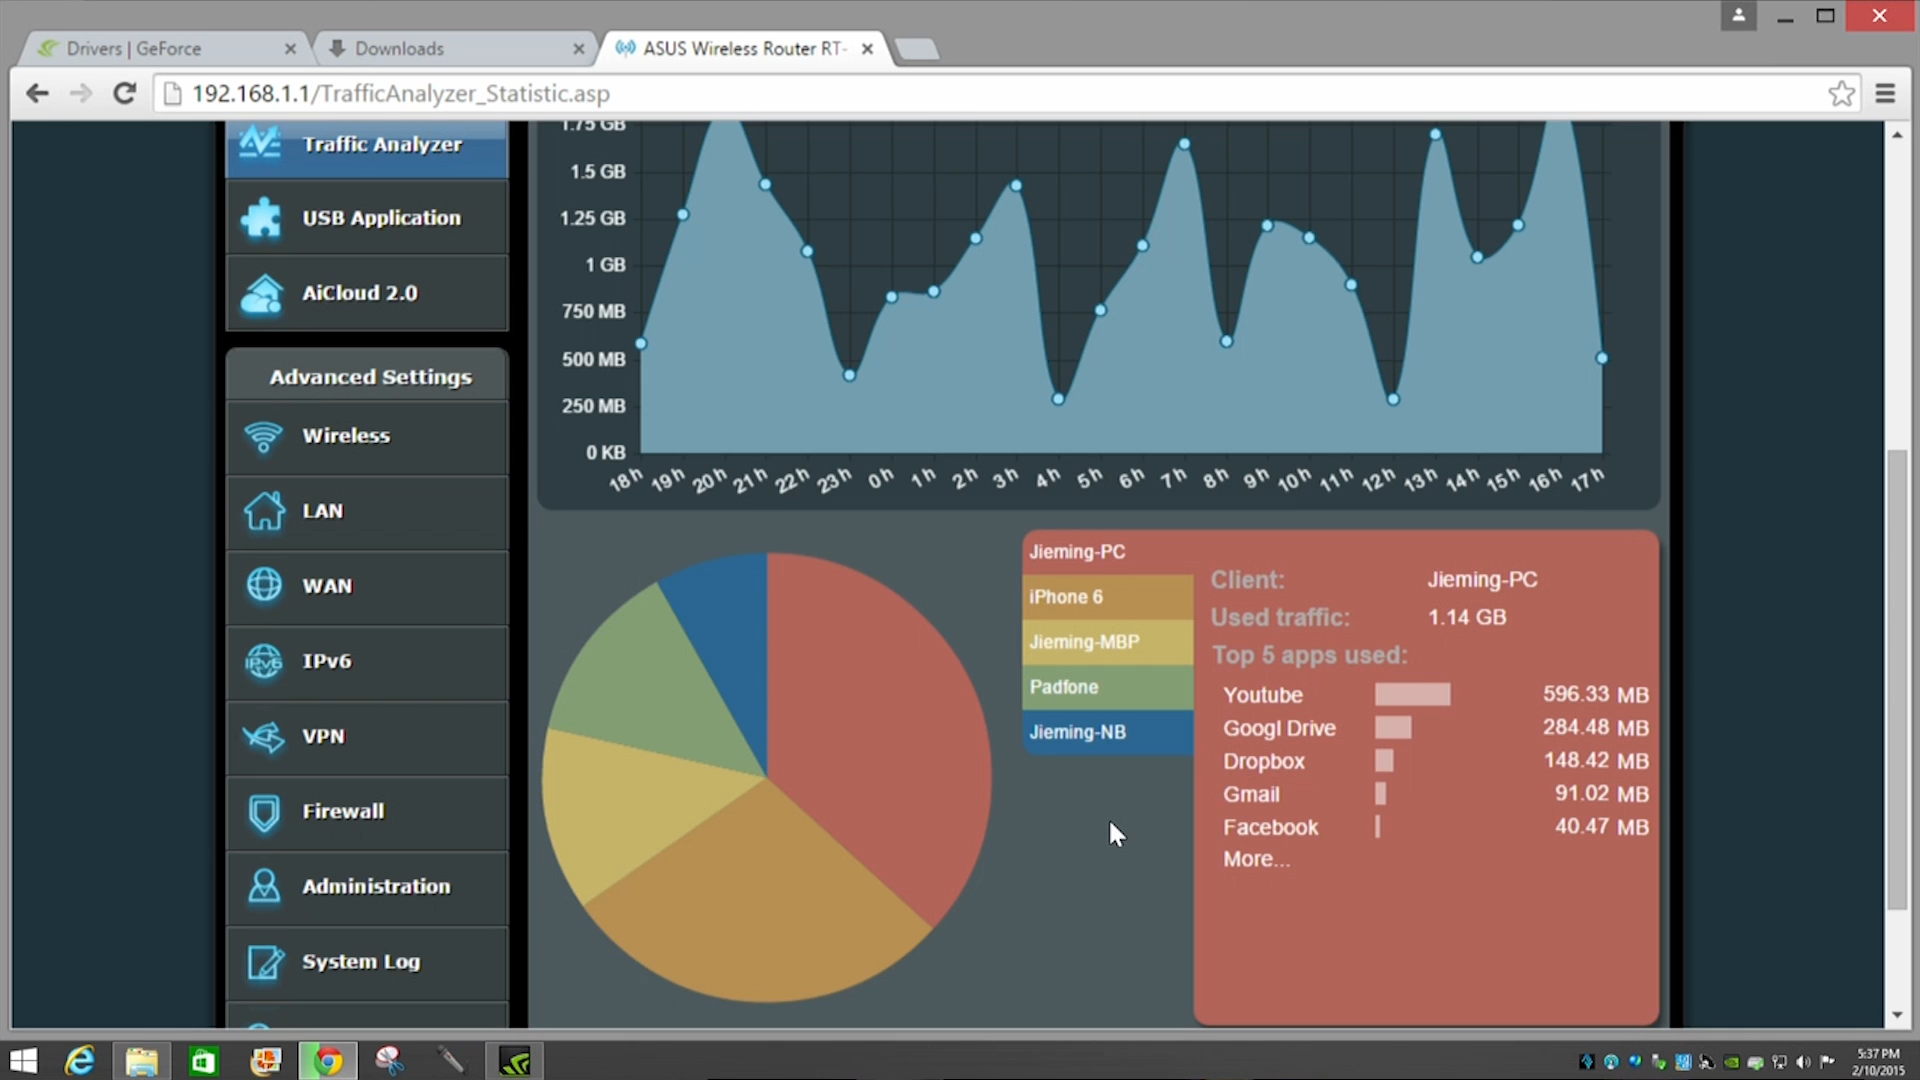 Drivers | GeForce
Downloads
ASUS Wireless Router RT-
192.168.1.1/TrafficAnalyzer_Statistic.asp
Traffic Analyzer
USB Application
AiCloud 2.0
Advanced Settings
Wireless
LAN
WAN
IPv6
IPv6
VPN
Firewall
Administration
System Log
1.75 GB
1.5 GB
1.25 GB
1 GB
750 MB
500 MB
250 MB
0 KB
18h 19h 20h 21h 22h 23h 0h 1h 2h 3h 4h 5h 6h 7h 8h 9h 10h 11h 12h 13h 14h 15h 16h 17h
Jieming-PC
iPhone 6
Jieming-MBP
Padfone
Jieming-NB
Client: Jieming-PC
Used traffic: 1.14 GB
Top 5 apps used:
Youtube 596.33 MB
Googl Drive 284.48 MB
Dropbox 148.42 MB
Gmail 91.02 MB
Facebook 40.47 MB
More...
5:37 PM
2/10/2015